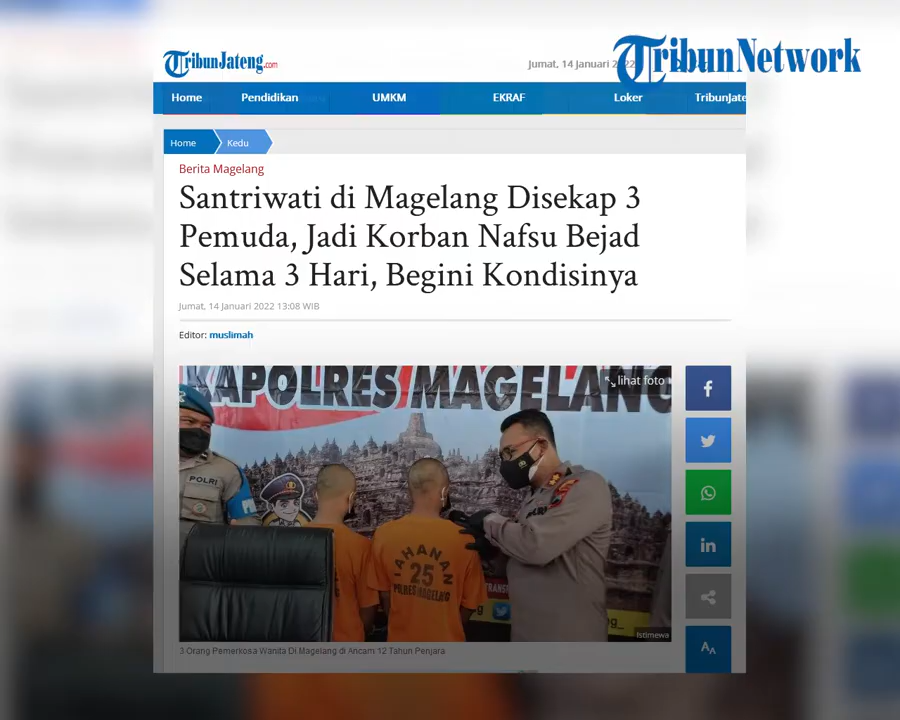 TribunJateng.com
Jumat, 14 Januari 2022
TribunNetwork
Home Pendidikan UMKM EKRAF Loker TribunJate
Home Kedu
Berita Magelang
Santriwati di Magelang Disekap 3
Pemuda, Jadi Korban Nafsu Bejad
Selama 3 Hari, Begini Kondisinya
Jumat, 14 Januari 2022 13:08 WIB
Editor: muslimah
KAPOLRES MAGELANG
lihat foto
POLRI
TAHANAN
25
POLRES MAGELANG
TRANS
Istimewa
3 Orang Pemerkosa Wanita Di Magelang di Ancam 12 Tahun Penjara
AA